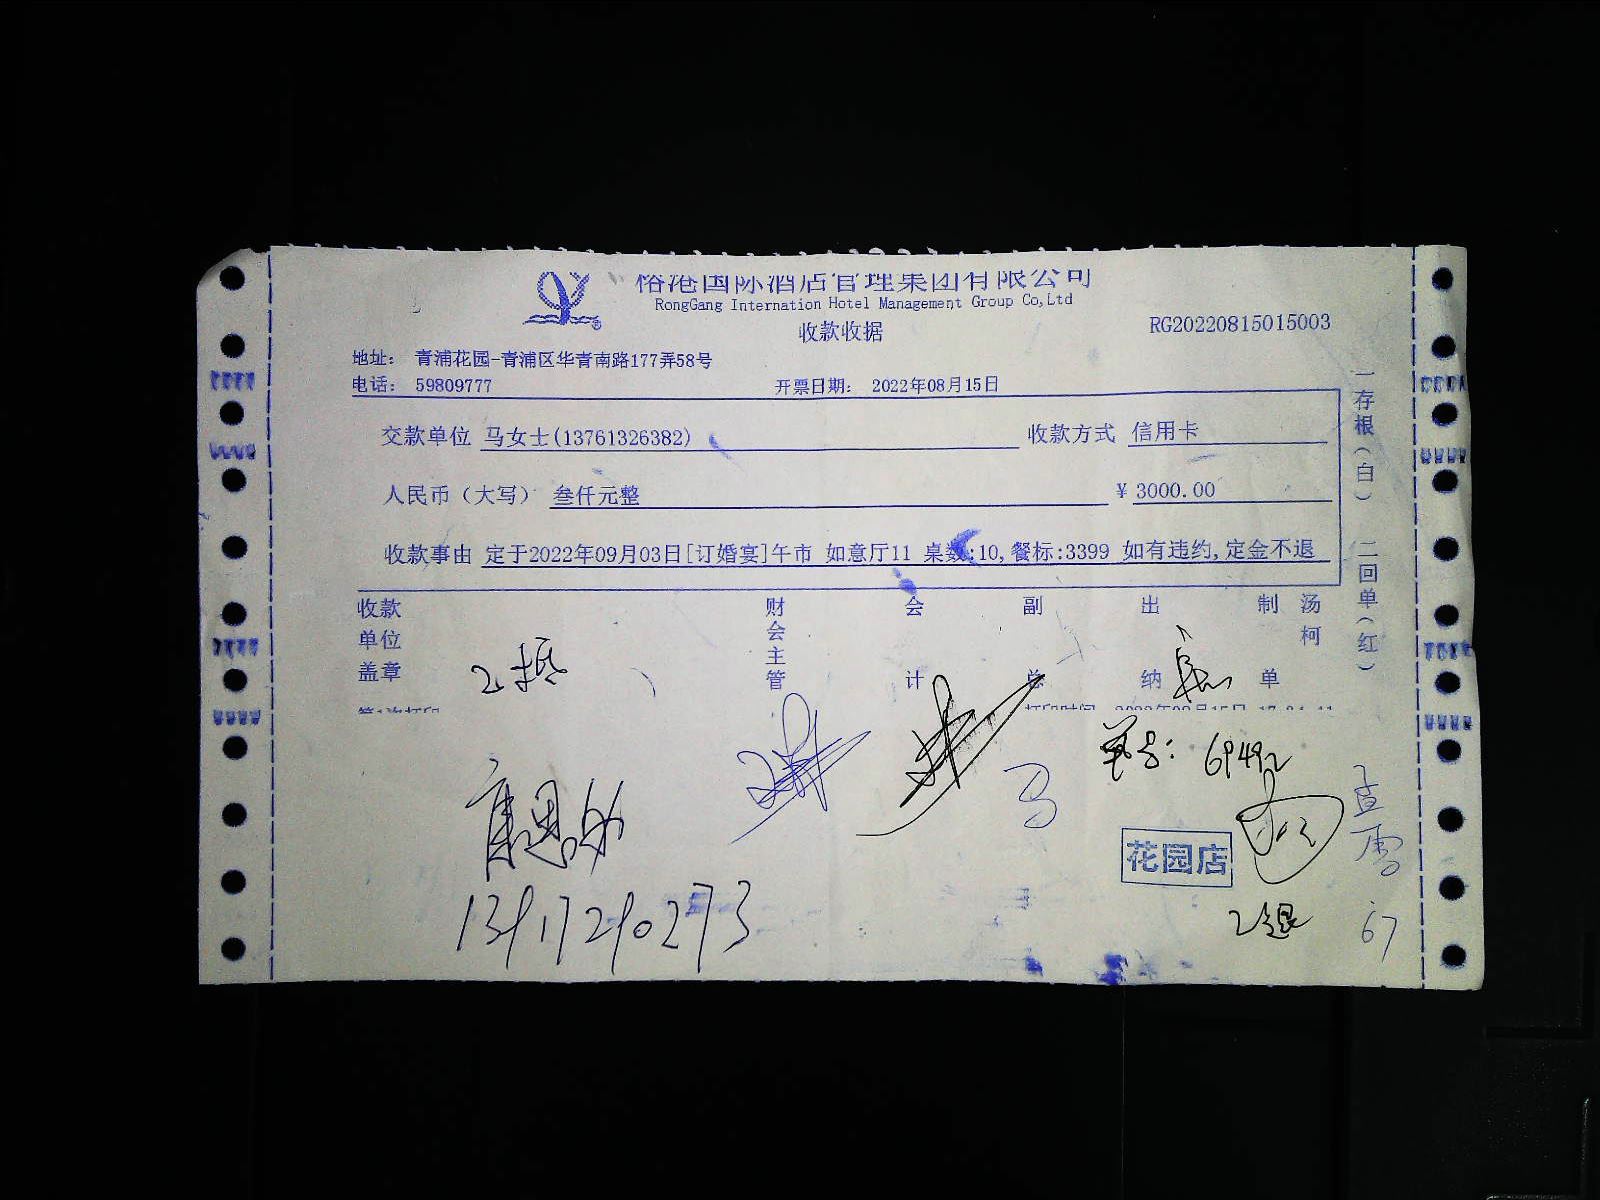 国际酒店管理集团有限公司
RongGang Internation Hotel Management Group Co,Ltd
收款收据
RG20220815015003
地址： 青浦花园-青浦区华青南路177弄58号
电话： 59809777 开票日期： 2022年08月15日
交款单位 马女士(13761326382) 收款方式 信用卡
人民币（大写） 叁仟元整 ¥ 3000.00
收款事由 定于2022年09月03日[订婚宴]午市 如意厅11 桌数:10,餐标:3399 如有违约,定金不退
收款单位盖章 财会主管 会计 副总 出纳 制单 汤柯
一存根（白） 二回单（红）
马
单号: 69492
花园店
已退
67